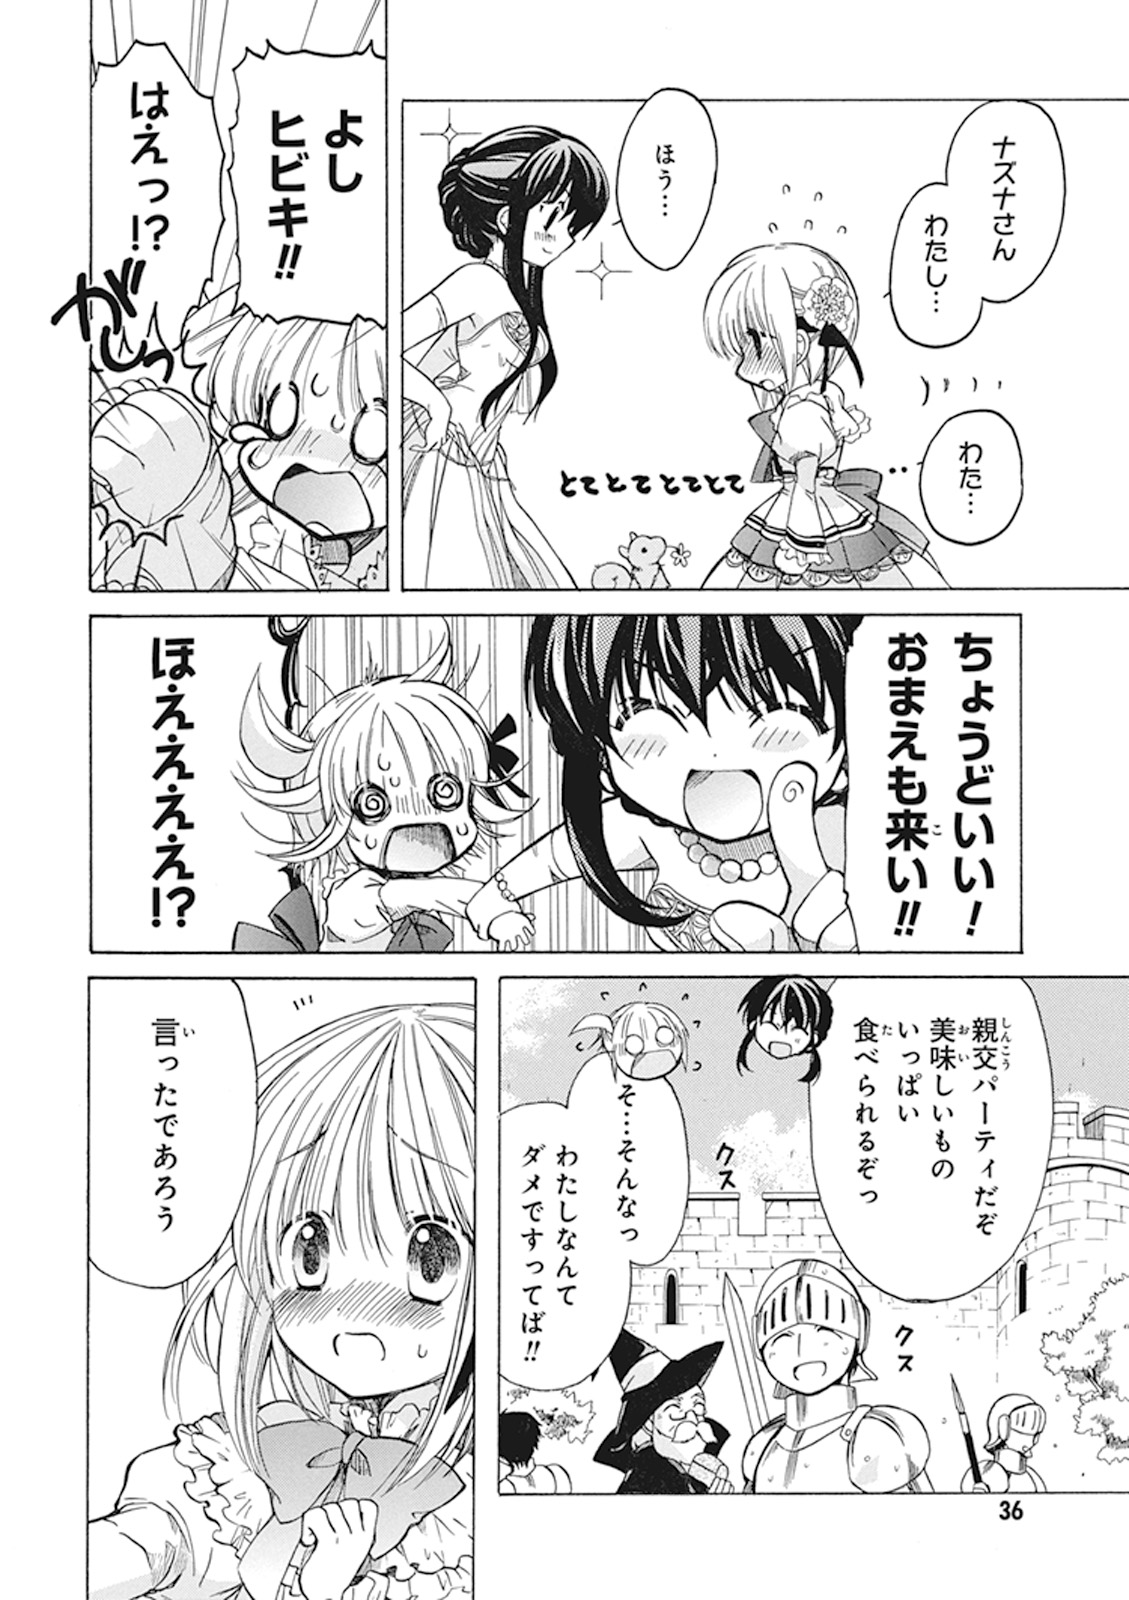 ナズナさん
わたし…
わた…
ほう…
とてとてとてとて
よし
ヒビキ!!
はえっ!?
がしっ
ちょうどいい!
おまえも来い!!
ほえええええ!?
親交パーティだぞ
美味しいもの
いっぱい
食べられるぞっ
そ…そんなっ
わたしなんて
ダメですってば!!
クス
クス
言ったであろう
36